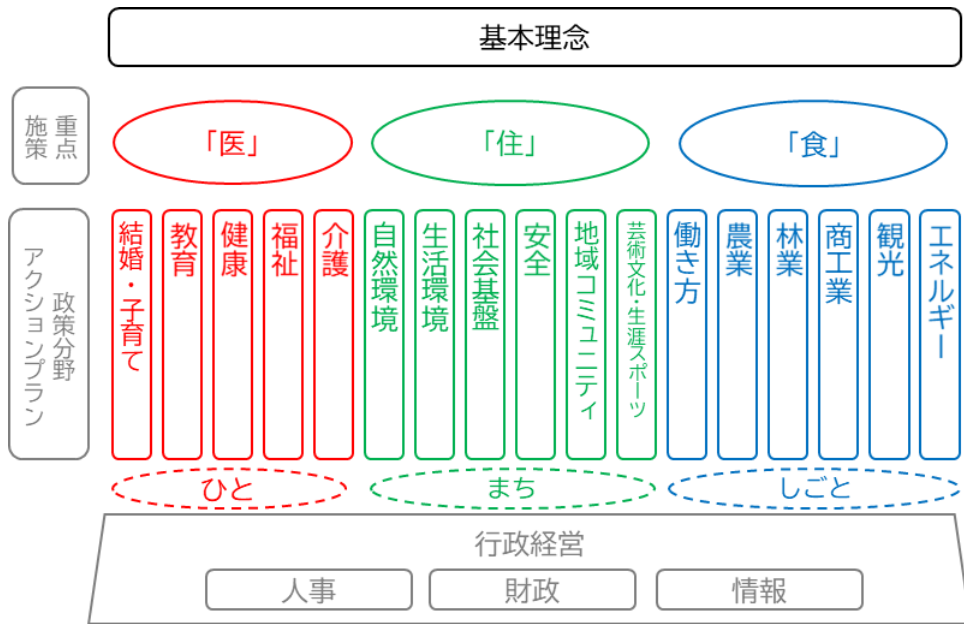 基本理念
重点
施策
「医」
「住」
「食」
政策分野
アクションプラン
結婚・子育て
教育
健康
福祉
介護
自然環境
生活環境
社会基盤
安全
地域コミュニティ
芸術文化・生涯スポーツ
働き方
農業
林業
商工業
観光
エネルギー
ひと
まち
しごと
行政経営
人事
財政
情報